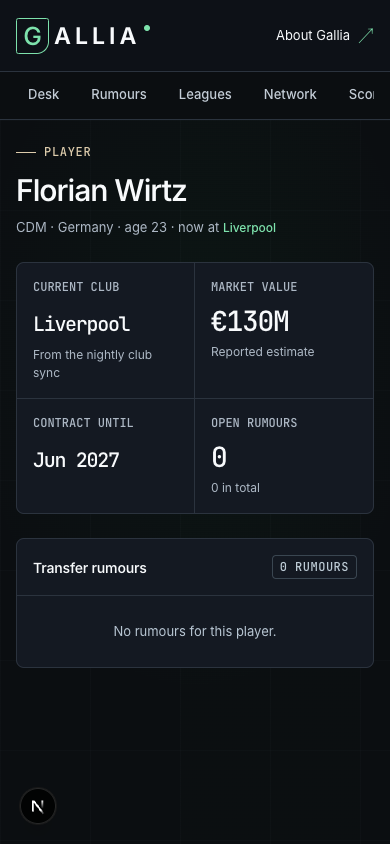 GALLIA
About Gallia ↗
Desk Rumours Leagues Network Scor
PLAYER
Florian Wirtz
CDM · Germany · age 23 · now at Liverpool
CURRENT CLUB
Liverpool
From the nightly club
sync
MARKET VALUE
€130M
Reported estimate
CONTRACT UNTIL
Jun 2027
OPEN RUMOURS
0
0 in total
Transfer rumours
0 RUMOURS
No rumours for this player.
N